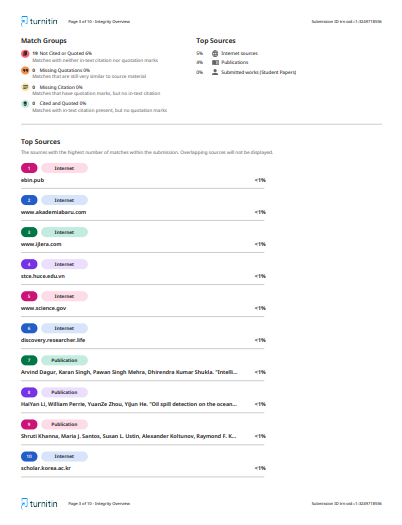 turnitin
Page 3 of 10 - Integrity Overview
Submission ID trn:oid:::1:3249718936
Match Groups
19 Not Cited or Quoted 6%
Matches with neither in-text citation nor quotation marks
0 Missing Quotations 0%
Matches that are still very similar to source material
0 Missing Citation 0%
Matches that have quotation marks, but no in-text citation
0 Cited and Quoted 0%
Matches with in-text citation present, but no quotation marks
Top Sources
5% Internet sources
4% Publications
0% Submitted works (Student Papers)
Top Sources
The sources with the highest number of matches within the submission. Overlapping sources will not be displayed.
1 Internet
ebin.pub <1%
2 Internet
www.akademiabaru.com <1%
3 Internet
www.ijlera.com <1%
4 Internet
stce.huce.edu.vn <1%
5 Internet
www.science.gov <1%
6 Internet
discovery.researcher.life <1%
7 Publication
Arvind Dagur, Karan Singh, Pawan Singh Mehra, Dhirendra Kumar Shukla. "Intelli... <1%
8 Publication
HaiYan Li, William Perrie, YuanZe Zhou, Yijun He. "Oil spill detection on the ocean... <1%
9 Publication
Shruti Khanna, Maria J. Santos, Susan L. Ustin, Alexander Koltunov, Raymond F. K... <1%
10 Internet
scholar.korea.ac.kr <1%
turnitin
Page 3 of 10 - Integrity Overview